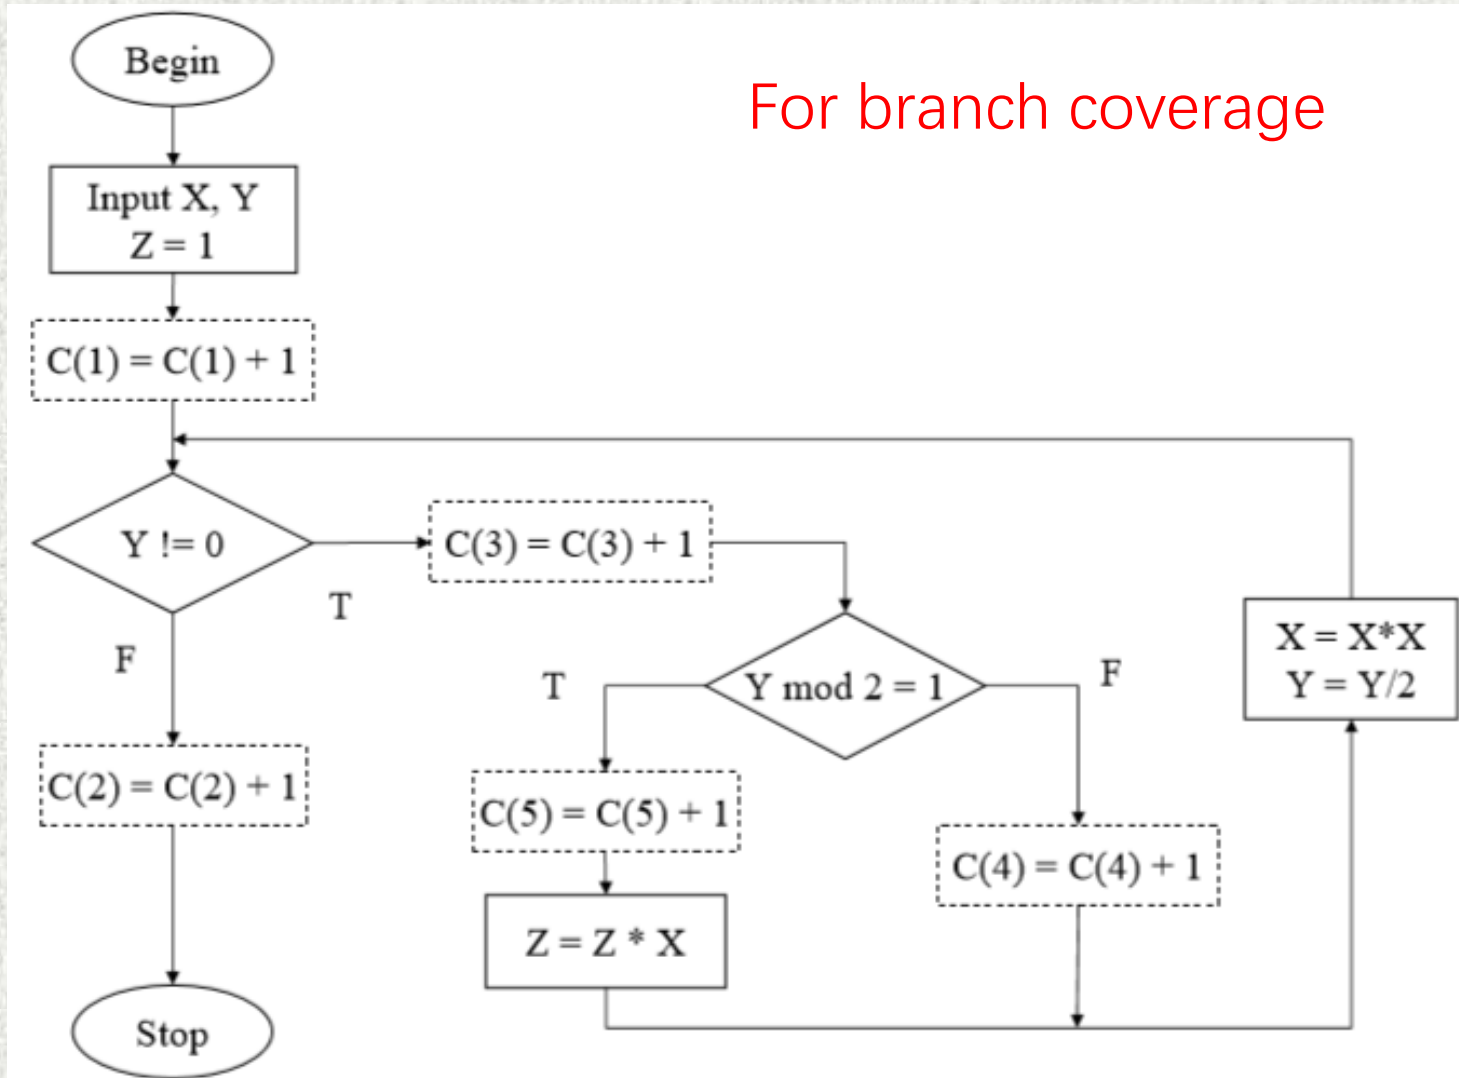 Begin
For branch coverage
Input X, Y
Z = 1
C(1) = C(1) + 1
Y != 0
C(3) = C(3) + 1
T
F
X = X*X
Y = Y/2
T
Y mod 2 = 1
F
C(2) = C(2) + 1
C(5) = C(5) + 1
C(4) = C(4) + 1
Z = Z * X
Stop